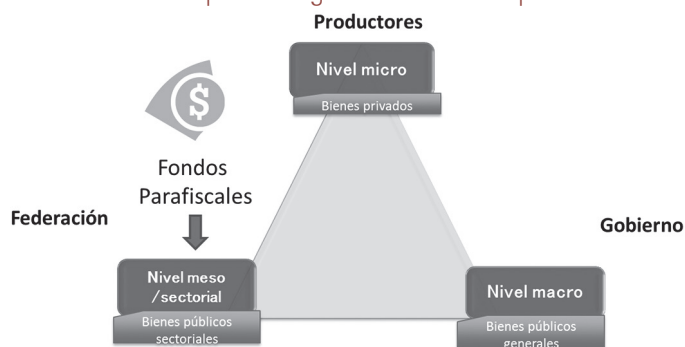 Productores
Nivel micro
Bienes privados
$
Fondos
Parafiscales
Federación
Gobierno
Nivel meso
/sectorial
Bienes públicos
sectoriales
Nivel macro
Bienes públicos
generales